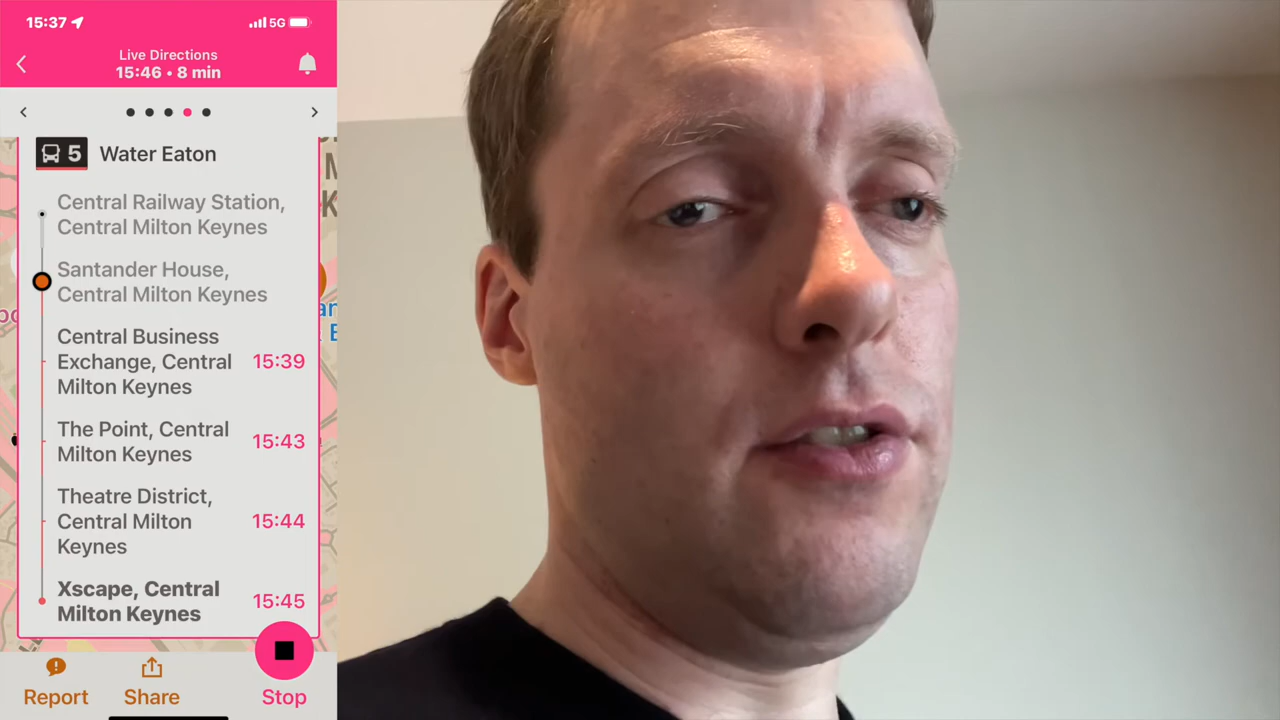 15:37
5G
Live Directions
15:46 • 8 min
5 Water Eaton
Central Railway Station,
Central Milton Keynes
Santander House,
Central Milton Keynes
Central Business
Exchange, Central
Milton Keynes
15:39
The Point, Central
Milton Keynes
15:43
Theatre District,
Central Milton
Keynes
15:44
Xscape, Central
Milton Keynes
15:45
Report
Share
Stop